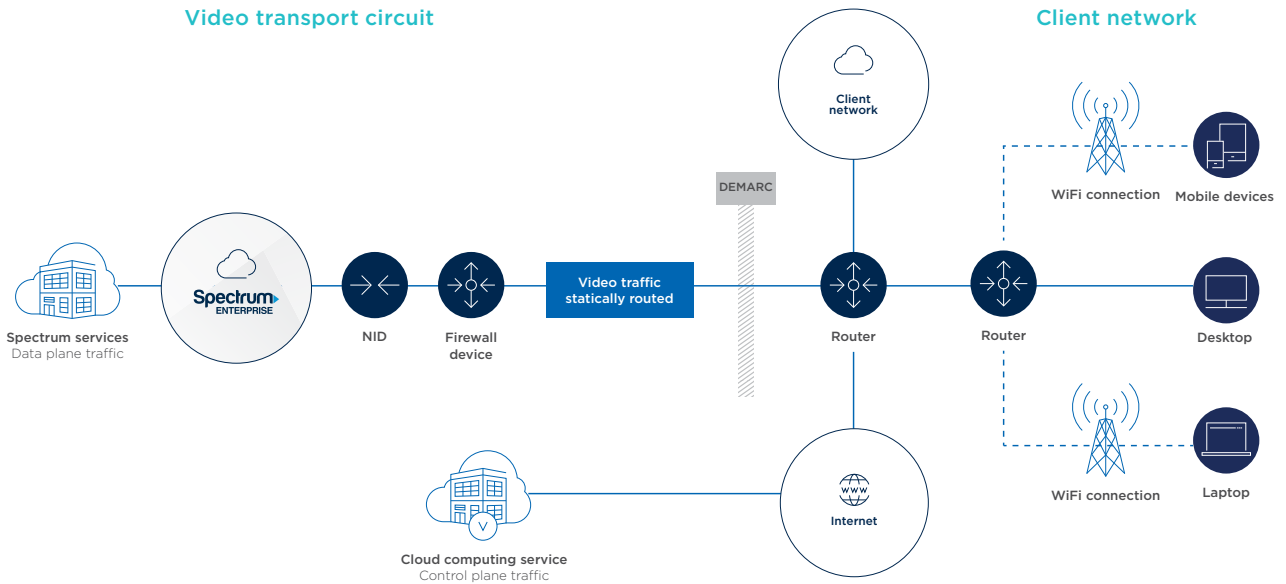 Video transport circuit
Client network
Client
network
DEMARC
WiFi connection
Mobile devices
Spectrum
ENTERPRISE
Video traffic
statically routed
Spectrum services
Data plane traffic
NID
Firewall
device
Router
Router
Desktop
WiFi connection
Laptop
www
Internet
V
Cloud computing service
Control plane traffic